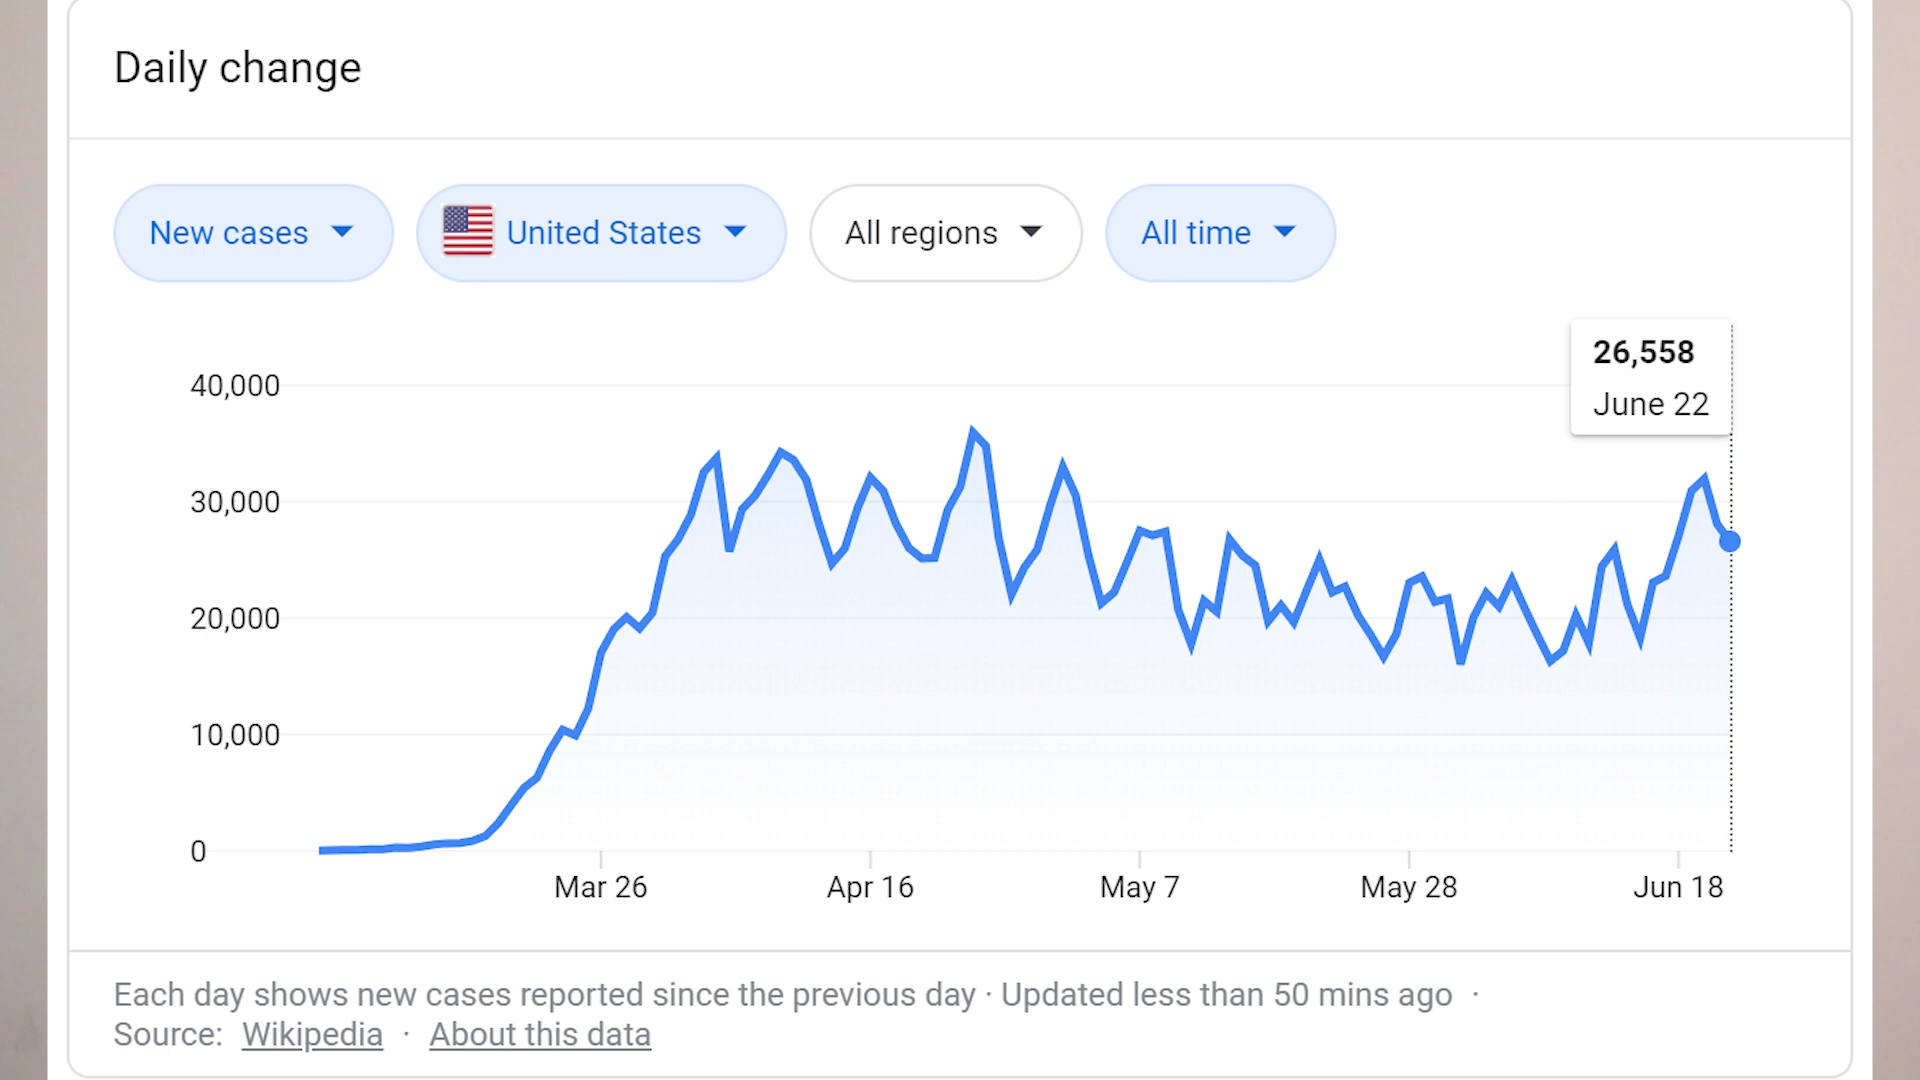 Daily change
New cases United States All regions All time
26,558
June 22
40,000
30,000
20,000
10,000
0
Mar 26 Apr 16 May 7 May 28 Jun 18
Each day shows new cases reported since the previous day · Updated less than 50 mins ago ·
Source: Wikipedia · About this data